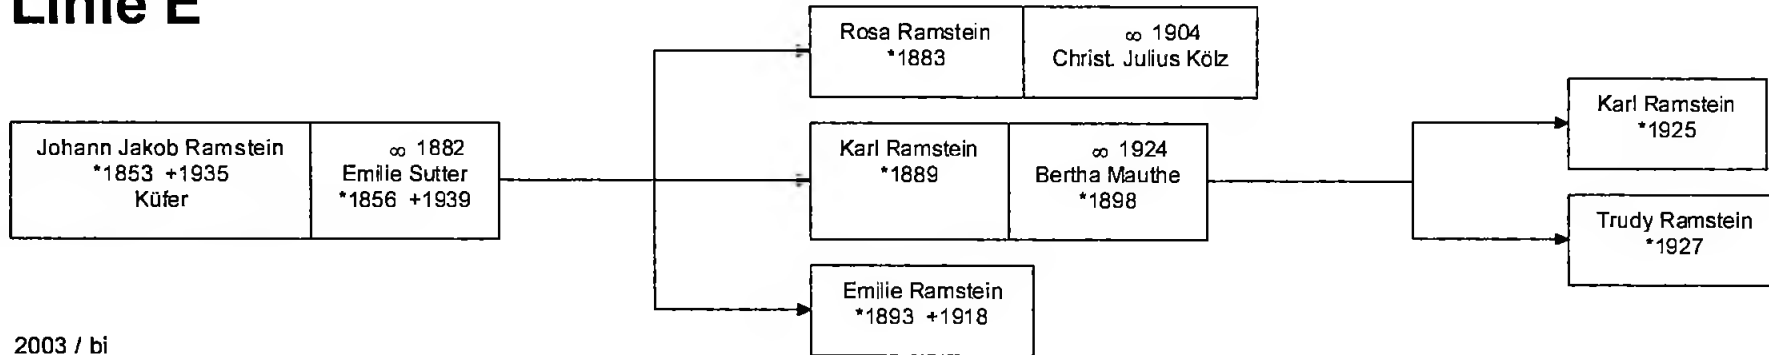 Linie E
Johann Jakob Ramstein
*1853 +1935
Küfer
∞ 1882
Emilie Sutter
*1856 +1939
Rosa Ramstein
*1883
∞ 1904
Christ. Julius Kölz
Karl Ramstein
*1889
∞ 1924
Bertha Mauthe
*1898
Emilie Ramstein
*1893 +1918
Karl Ramstein
*1925
Trudy Ramstein
*1927
2003 / bi